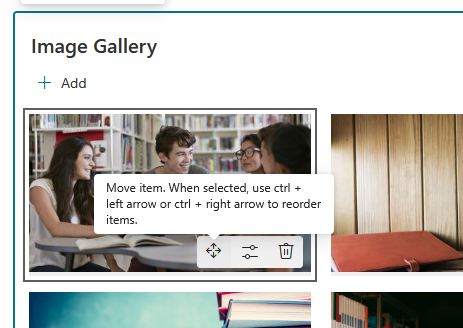 Image Gallery
Add
Move item. When selected, use ctrl +
left arrow or ctrl + right arrow to reorder
items.